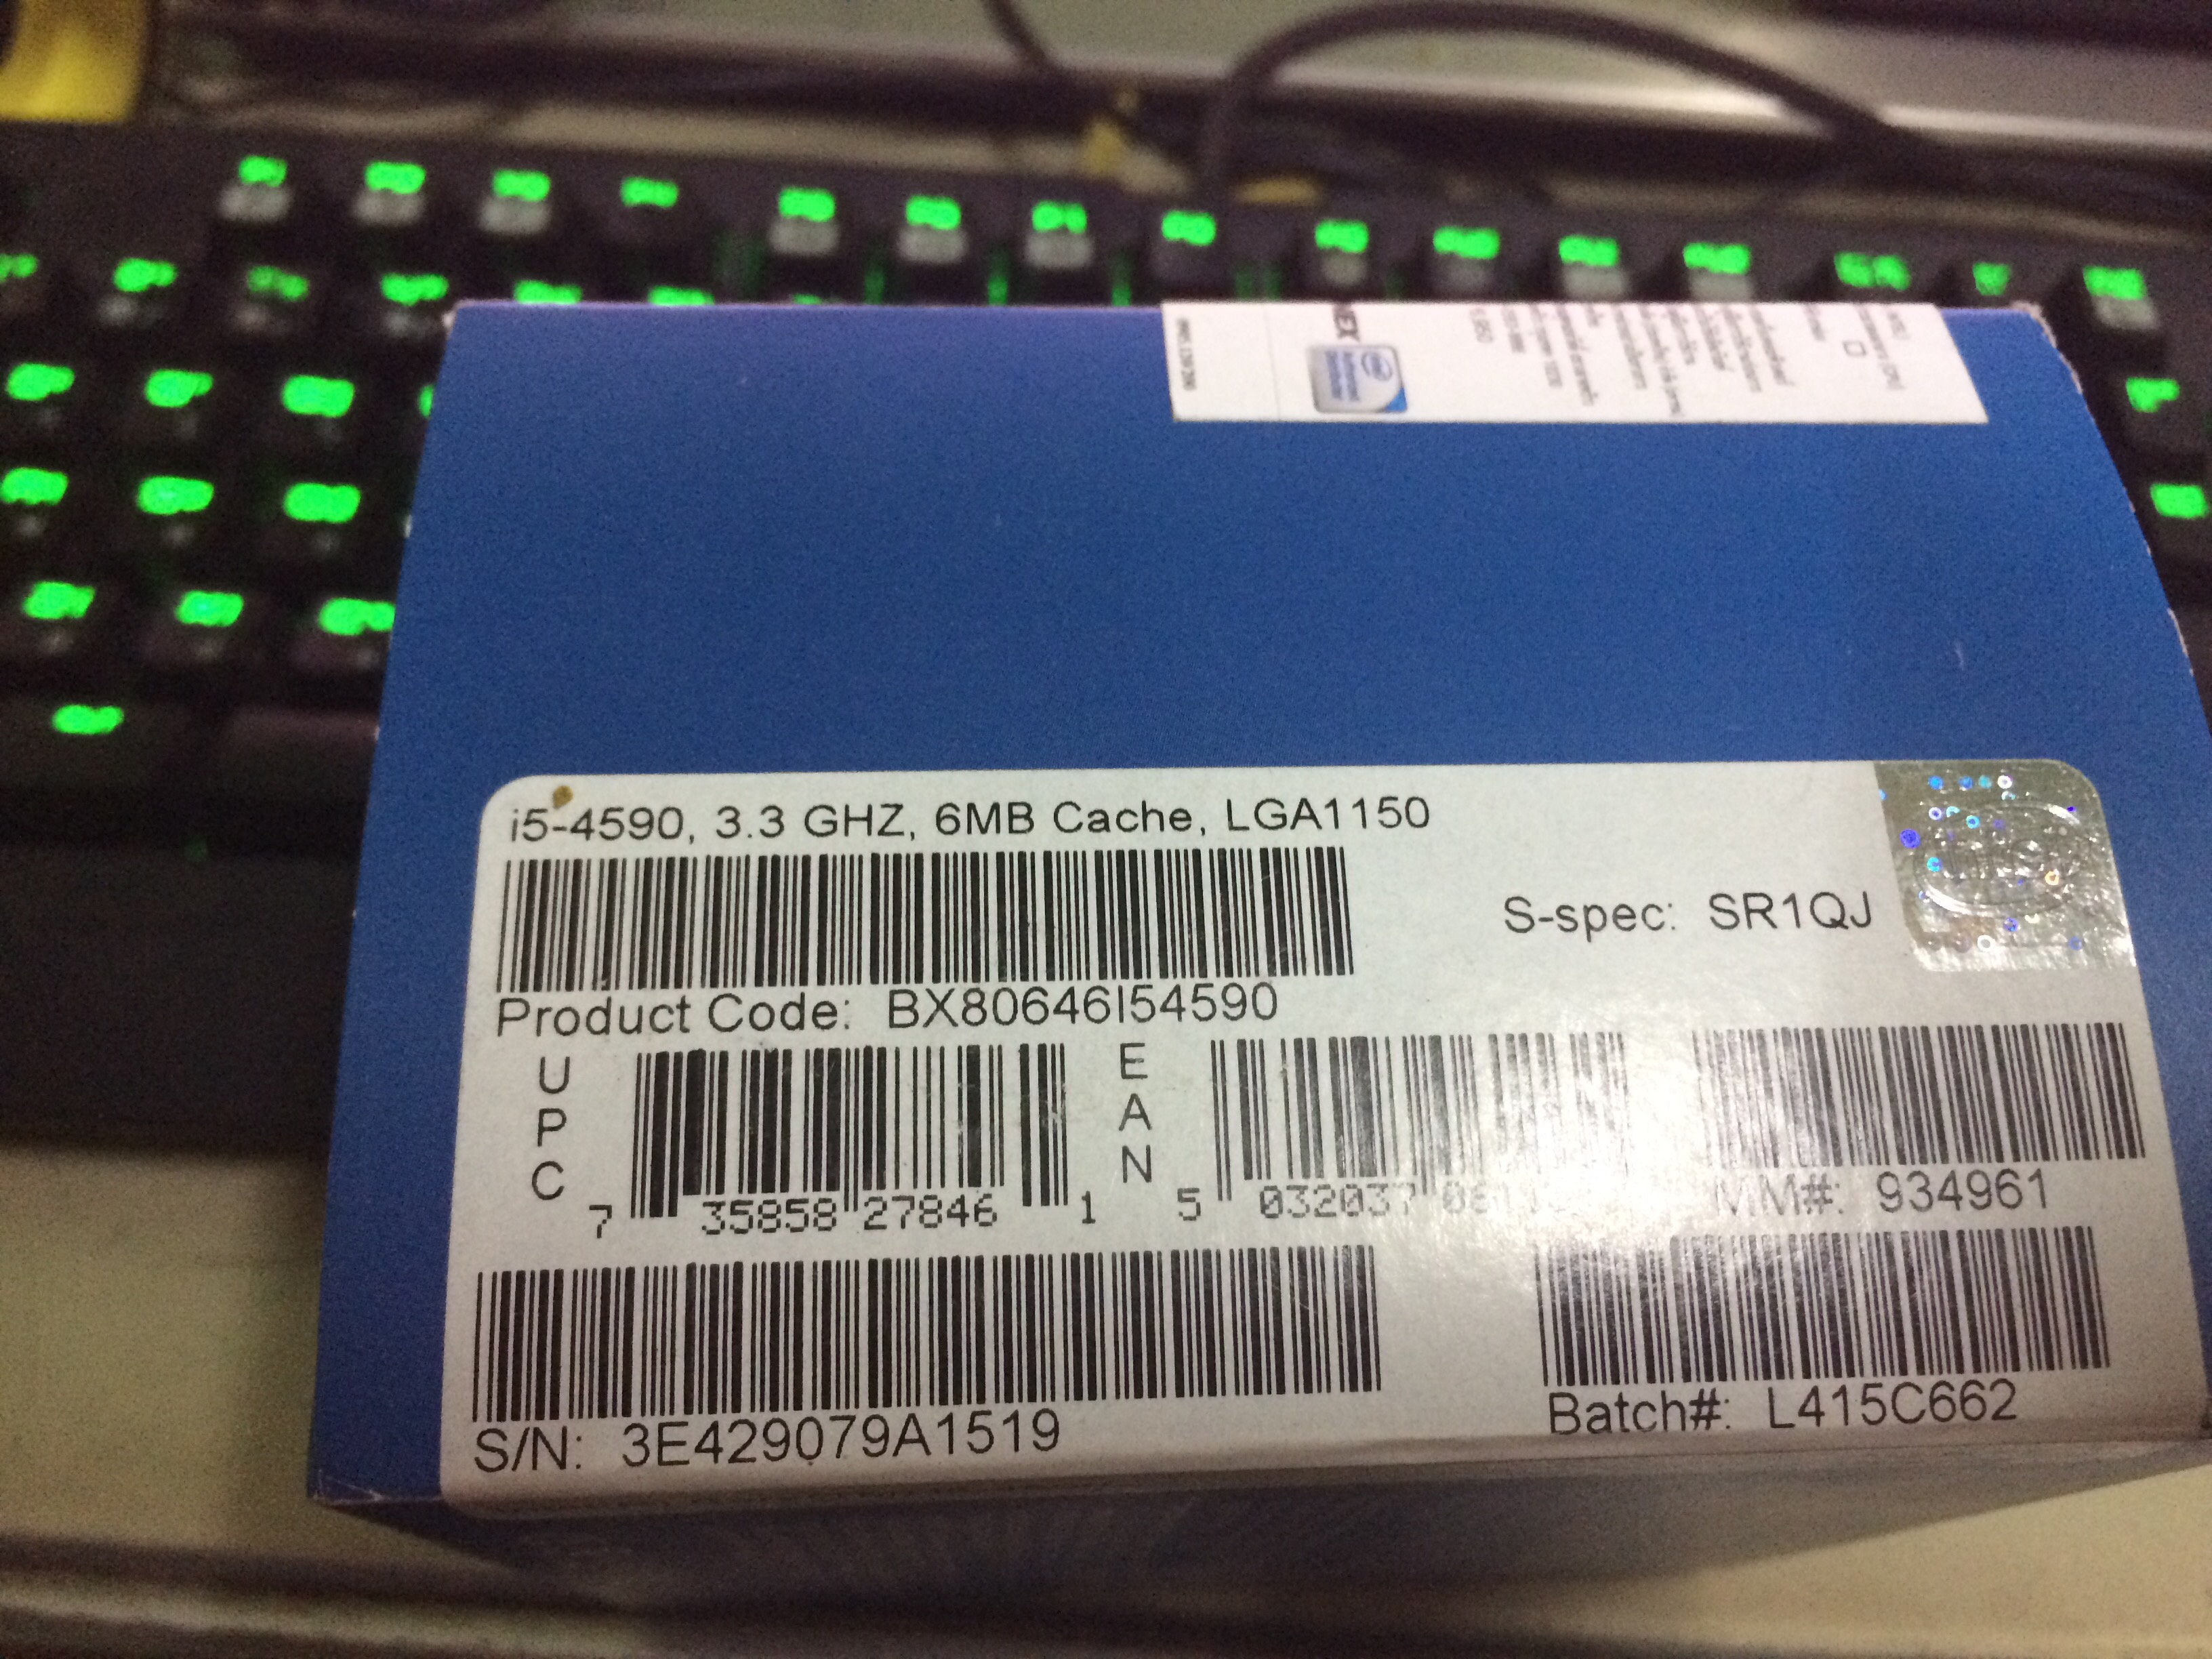 i5-4590, 3.3 GHZ, 6MB Cache, LGA1150
S-spec: SR1QJ
Product Code: BX80646I54590
UPC
7 35858 27846 1
EAN
5 032037
MM#: 934961
S/N: 3E429079A1519
Batch#: L415C662